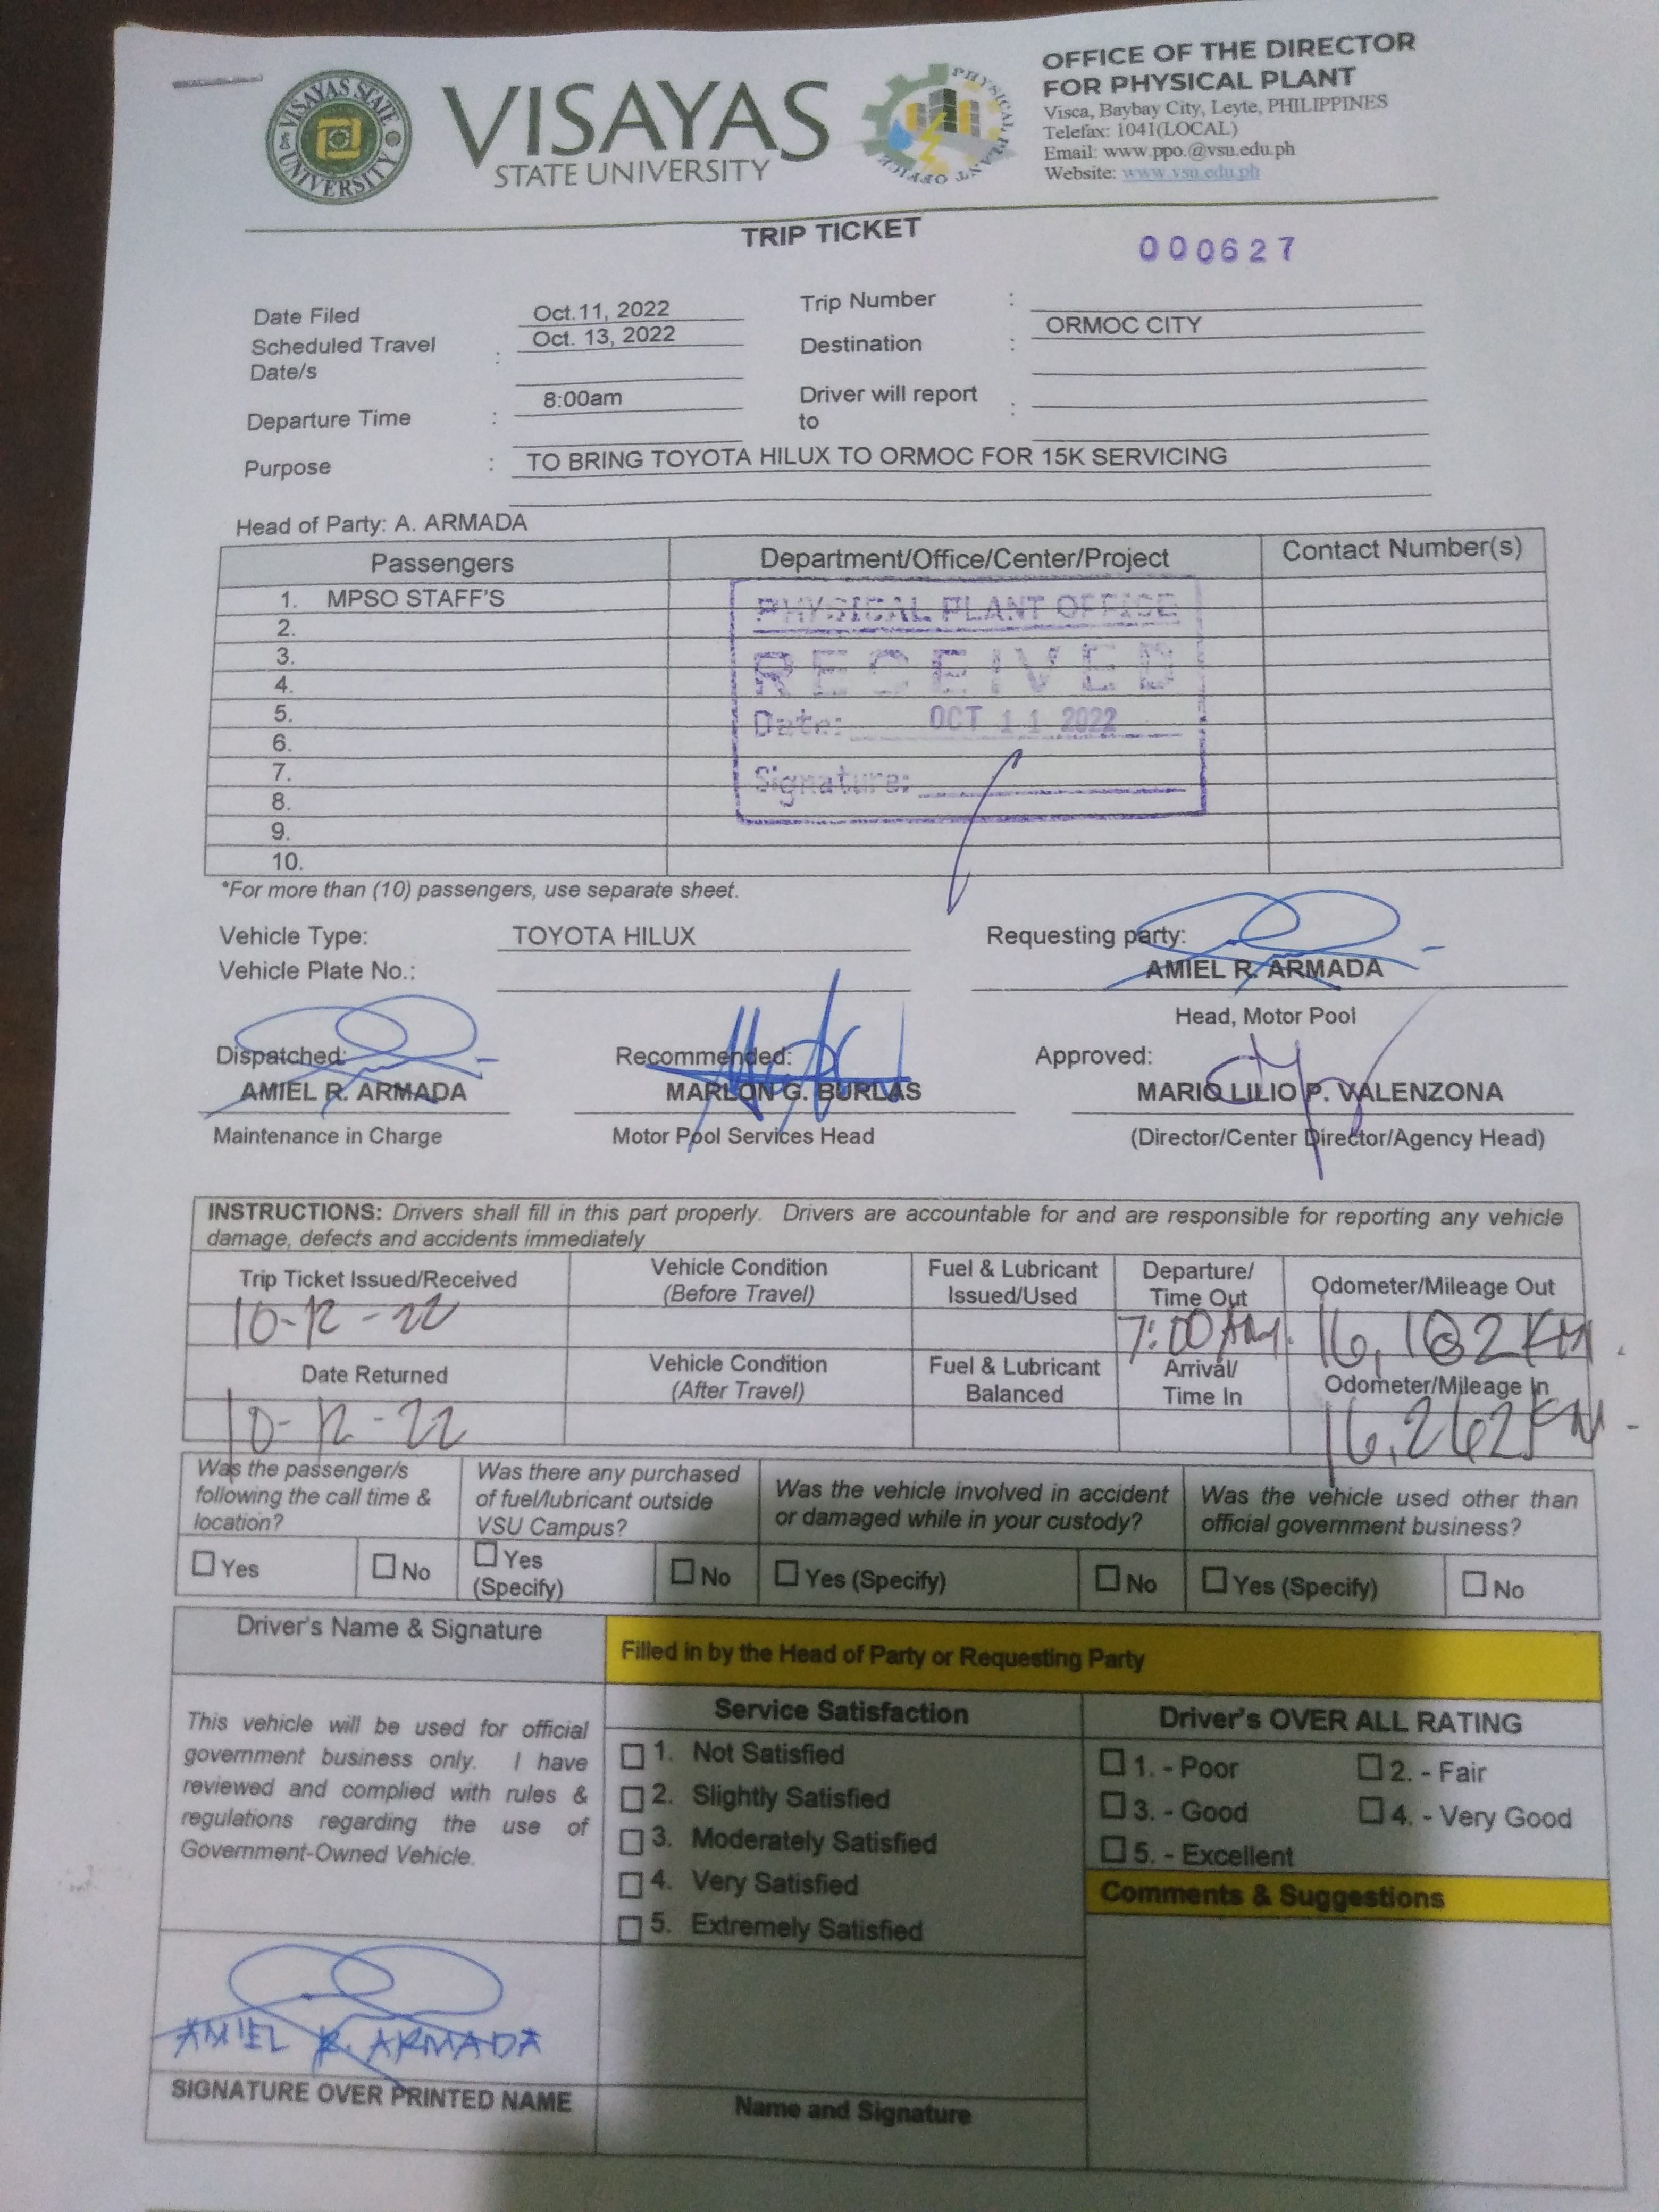 VISAYAS STATE UNIVERSITY
VISAYAS
STATE UNIVERSITY
PHYSICAL PLANT OFFICE
OFFICE OF THE DIRECTOR
FOR PHYSICAL PLANT
Visca, Baybay City, Leyte, PHILIPPINES
Telefax: 1041(LOCAL)
Email: www.ppo.@vsu.edu.ph
Website: www.vsu.edu.ph
TRIP TICKET
000627
Date Filed Oct.11, 2022 Trip Number :
Scheduled Travel Date/s : Oct. 13, 2022 Destination : ORMOC CITY
Departure Time : 8:00am Driver will report to :
Purpose : TO BRING TOYOTA HILUX TO ORMOC FOR 15K SERVICING
Head of Party: A. ARMADA
Passengers Department/Office/Center/Project Contact Number(s)
1. MPSO STAFF'S
2.
3.
4.
5.
6.
7.
8.
9.
10.
PHYSICAL PLANT OFFICE
RECEIVED
Date: OCT 11 2022
Signature:
*For more than (10) passengers, use separate sheet.
Vehicle Type: TOYOTA HILUX Requesting party:
Vehicle Plate No.: AMIEL R. ARMADA
Head, Motor Pool
Dispatched: Recommended: Approved:
AMIEL R. ARMADA MARLON G. BURLAS MARIO LILIO P. VALENZONA
Maintenance in Charge Motor Pool Services Head (Director/Center Director/Agency Head)
INSTRUCTIONS: Drivers shall fill in this part properly. Drivers are accountable for and are responsible for reporting any vehicle
damage, defects and accidents immediately
Trip Ticket Issued/Received Vehicle Condition (Before Travel) Fuel & Lubricant Issued/Used Departure/ Time Out Odometer/Mileage Out
10-12-22 7:00AM. 16,182KM.
Date Returned Vehicle Condition (After Travel) Fuel & Lubricant Balanced Arrival/ Time In Odometer/Mileage In
10-12-22 16,262KM.
Was the passenger/s following the call time & location? Was there any purchased of fuel/lubricant outside VSU Campus? Was the vehicle involved in accident or damaged while in your custody? Was the vehicle used other than official government business?
☐ Yes ☐ No ☐ Yes (Specify) ☐ No ☐ Yes (Specify) ☐ No ☐ Yes (Specify) ☐ No
Driver's Name & Signature
Filled in by the Head of Party or Requesting Party
This vehicle will be used for official
government business only. I have
reviewed and complied with rules &
regulations regarding the use of
Government-Owned Vehicle.
Service Satisfaction
☐ 1. Not Satisfied
☐ 2. Slightly Satisfied
☐ 3. Moderately Satisfied
☐ 4. Very Satisfied
☐ 5. Extremely Satisfied
Driver's OVER ALL RATING
☐ 1. - Poor ☐ 2. - Fair
☐ 3. - Good ☐ 4. - Very Good
☐ 5. - Excellent
Comments & Suggestions
AMIEL R. ARMADA
SIGNATURE OVER PRINTED NAME
Name and Signature